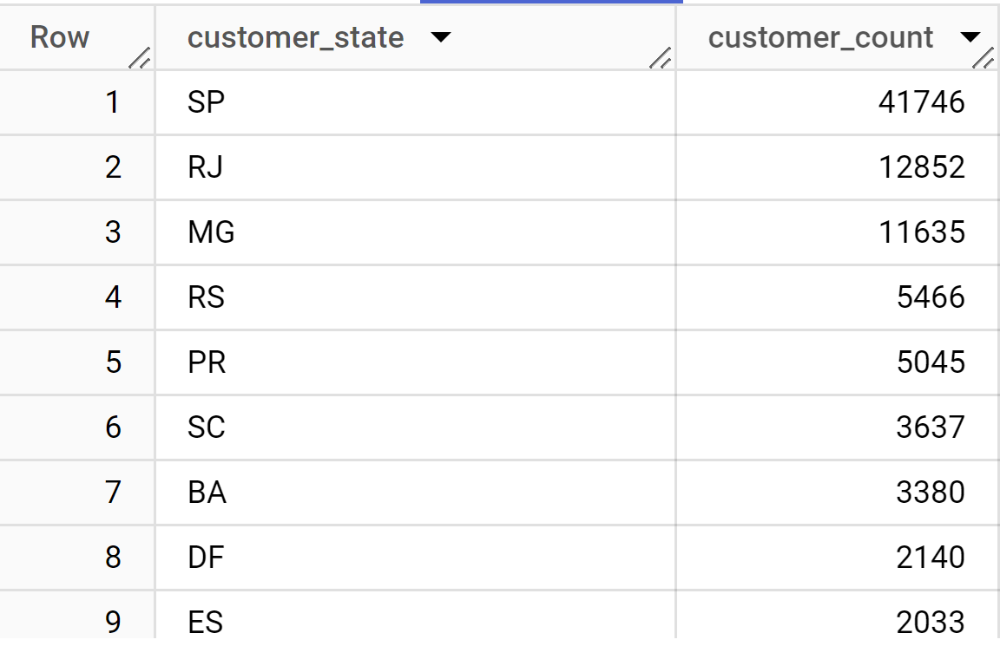 Row customer_state customer_count
1 SP 41746
2 RJ 12852
3 MG 11635
4 RS 5466
5 PR 5045
6 SC 3637
7 BA 3380
8 DF 2140
9 ES 2033